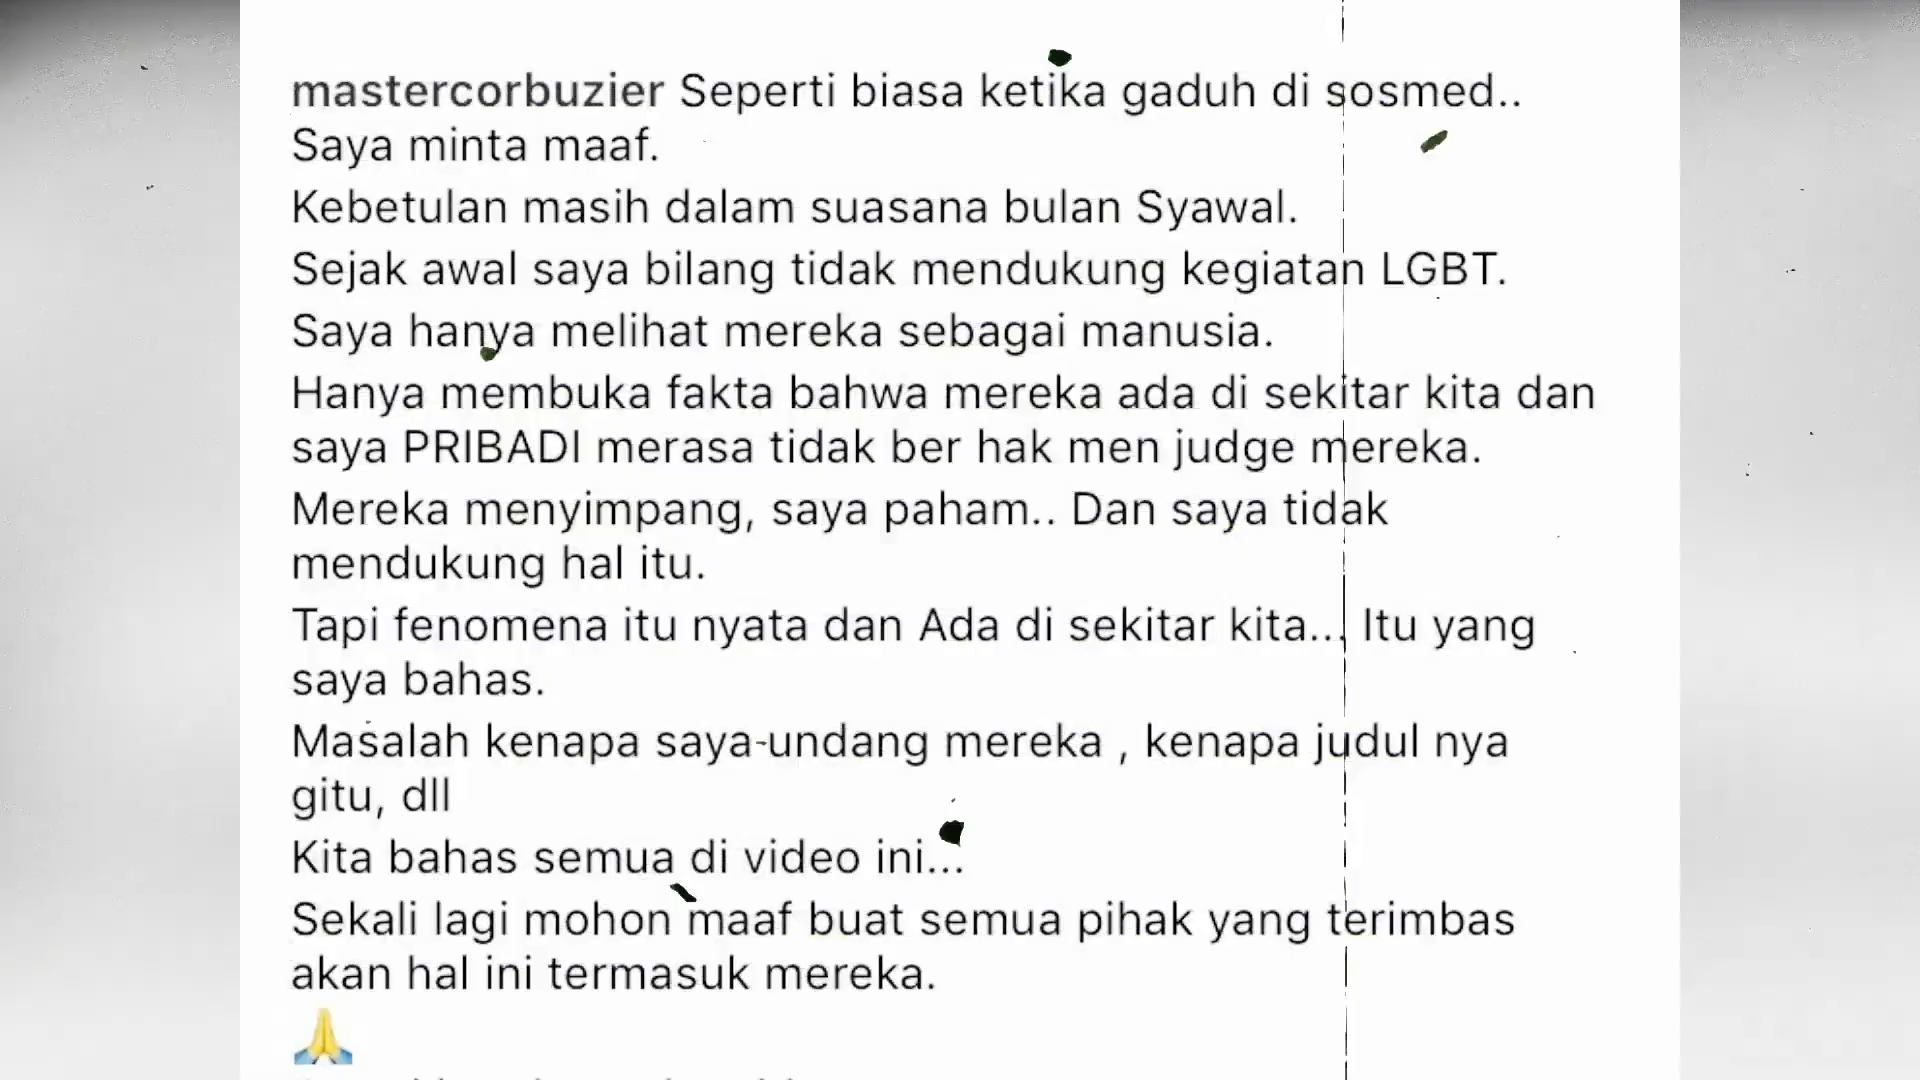 mastercorbuzier Seperti biasa ketika gaduh di sosmed..
Saya minta maaf.
Kebetulan masih dalam suasana bulan Syawal.
Sejak awal saya bilang tidak mendukung kegiatan LGBT.
Saya hanya melihat mereka sebagai manusia.
Hanya membuka fakta bahwa mereka ada di sekitar kita dan
saya PRIBADI merasa tidak ber hak men judge mereka.
Mereka menyimpang, saya paham.. Dan saya tidak
mendukung hal itu.
Tapi fenomena itu nyata dan Ada di sekitar kita... Itu yang
saya bahas.
Masalah kenapa saya undang mereka , kenapa judul nya
gitu, dll
Kita bahas semua di video ini...
Sekali lagi mohon maaf buat semua pihak yang terimbas
akan hal ini termasuk mereka.
🙏